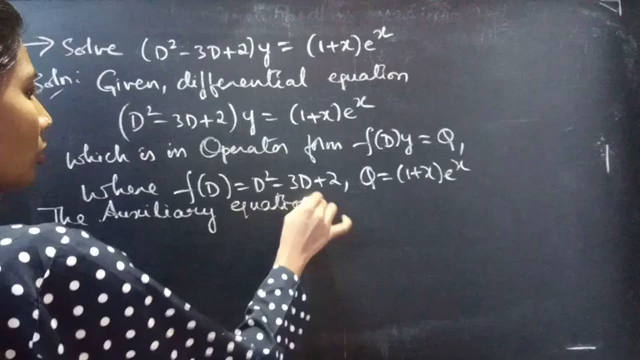 → Solve (D² - 3D + 2)y = (1+x)eˣ
Soln: Given, differential equation
(D² - 3D + 2)y = (1+x)eˣ
which is in Operator form f(D)y = Q,
where f(D) = D² - 3D + 2, Q = (1+x)eˣ
The Auxiliary equation